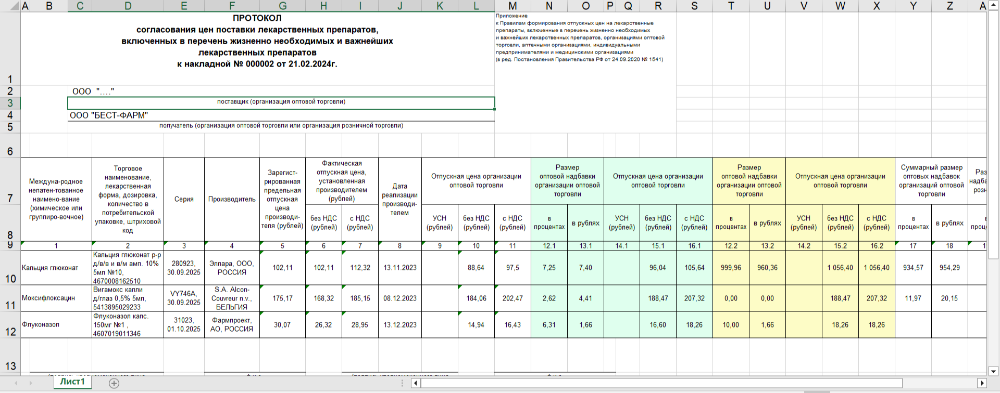 A B C D E F G H I J K L M N O P Q R S T U V W X Y Z A
1
ПРОТОКОЛ
согласования цен поставки лекарственных препаратов,
включенных в перечень жизненно необходимых и важнейших
лекарственных препаратов
к накладной № 000002 от 21.02.2024г.
Приложение
к Правилам формирования отпускных цен на лекарственные
препараты, включенные в перечень жизненно необходимых
и важнейших лекарственных препаратов, организациями оптовой
торговли, аптечными организациями, индивидуальными
предпринимателями и медицинскими организациями
(в ред. Постановления Правительства РФ от 24.09.2020 № 1541)
2 ООО "...."
3 поставщик (организация оптовой торговли)
4 ООО "БЕСТ-ФАРМ"
5 получатель (организация оптовой торговли или организация розничной торговли)
6
7
8
Междуна-родное
непатен-тованное
наимено-вание
(химическое или
группиро-вочное)
Торговое
наименование,
лекарственная
форма, дозировка,
количество в
потребительской
упаковке, штриховой
код
Серия
Производитель
Зарегист-
рированная
предельная
отпускная
цена
производи-
теля (рублей)
Фактическая
отпускная цена,
установленная
производителем
(рублей)
без НДС
(рублей)
с НДС
(рублей)
Дата
реализации
производи-
телем
Отпускная цена организации
оптовой торговли
УСН
(рублей)
без НДС
(рублей)
с НДС
(рублей)
Размер
оптовой надбавки
организации оптовой
торговли
в
процентах
в рублях
Отпускная цена организации
оптовой торговли
УСН
(рублей)
без НДС
(рублей)
с НДС
(рублей)
Размер
оптовой надбавки
организации оптовой
торговли
в
процентах
в рублях
Отпускная цена организации
оптовой торговли
УСН
(рублей)
без НДС
(рублей)
с НДС
(рублей)
Суммарный размер
оптовых надбавок
организаций оптовой
торговли
в
процентах
в рублях
Раз
надба
розн
в
проц
9 1 2 3 4 5 6 7 8 9 10 11 12.1 13.1 14.1 15.1 16.1 12.2 13.2 14.2 15.2 16.2 17 18 1
10
Кальция глюконат
Кальция глюконат р-р
д/в/в и в/м амп. 10%
5мл №10,
4670008162510
280923,
30.09.2025
Эллара, ООО,
РОССИЯ
102,11 102,11 112,32 13.11.2023 88,64 97,5 7,25 7,40 96,04 105,64 999,96 960,36 1 056,40 1 056,40 934,57 954,29
11
Моксифлоксацин
Вигамокс капли
д/глаз 0,5% 5мл,
5413895029233
VY746A,
30.09.2025
S.A. Alcon-
Couvreur n.v.,
БЕЛЬГИЯ
175,17 168,32 185,15 08.12.2023 184,06 202,47 2,62 4,41 188,47 207,32 0,00 0,00 188,47 207,32 11,97 20,15
12
Флуконазол
Флуконазол капс.
150мг №1 ,
4607019011346
31023,
01.10.2025
Фармпроект,
АО, РОССИЯ
30,07 26,32 28,95 13.12.2023 14,94 16,43 6,31 1,66 16,60 18,26 10,00 1,66 18,26 18,26
13
Лист1